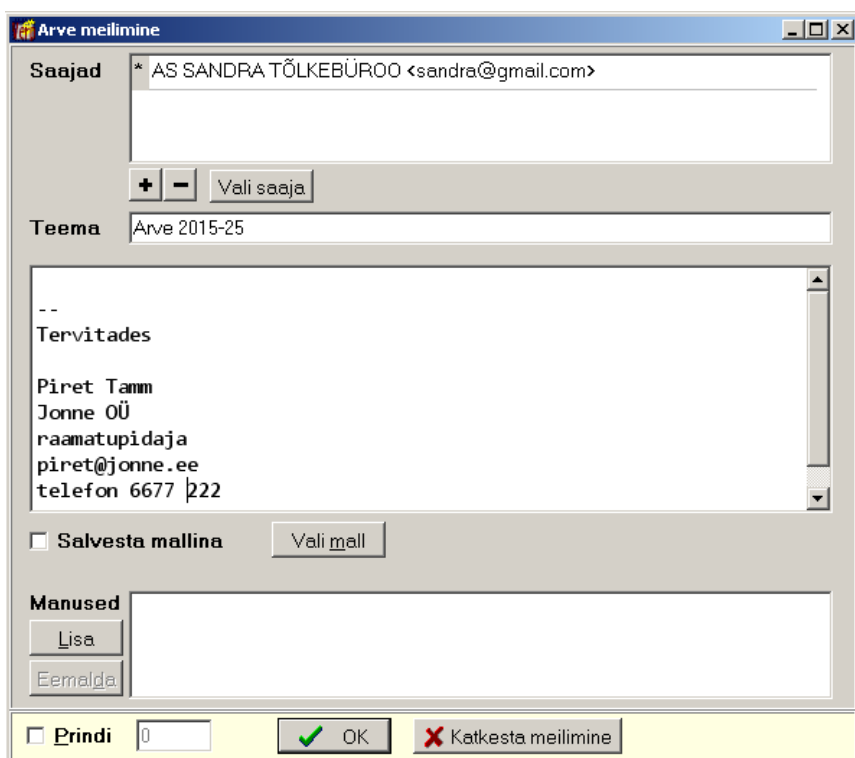 Arve meilimine
Saajad
* AS SANDRA TÕLKEBÜROO <sandra@gmail.com>
+ - Vali saaja
Teema Arve 2015-25
--
Tervitades
Piret Tamm
Jonne OÜ
raamatupidaja
piret@jonne.ee
telefon 6677 222
Salvesta mallina Vali mall
Manused
Lisa
Eemalda
Prindi 0 OK Katkesta meilimine